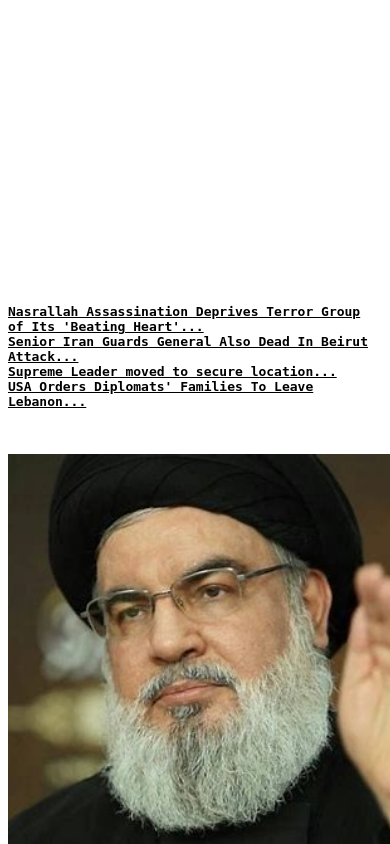 Nasrallah Assassination Deprives Terror Group
of Its 'Beating Heart'...
Senior Iran Guards General Also Dead In Beirut
Attack...
Supreme Leader moved to secure location...
USA Orders Diplomats' Families To Leave
Lebanon...